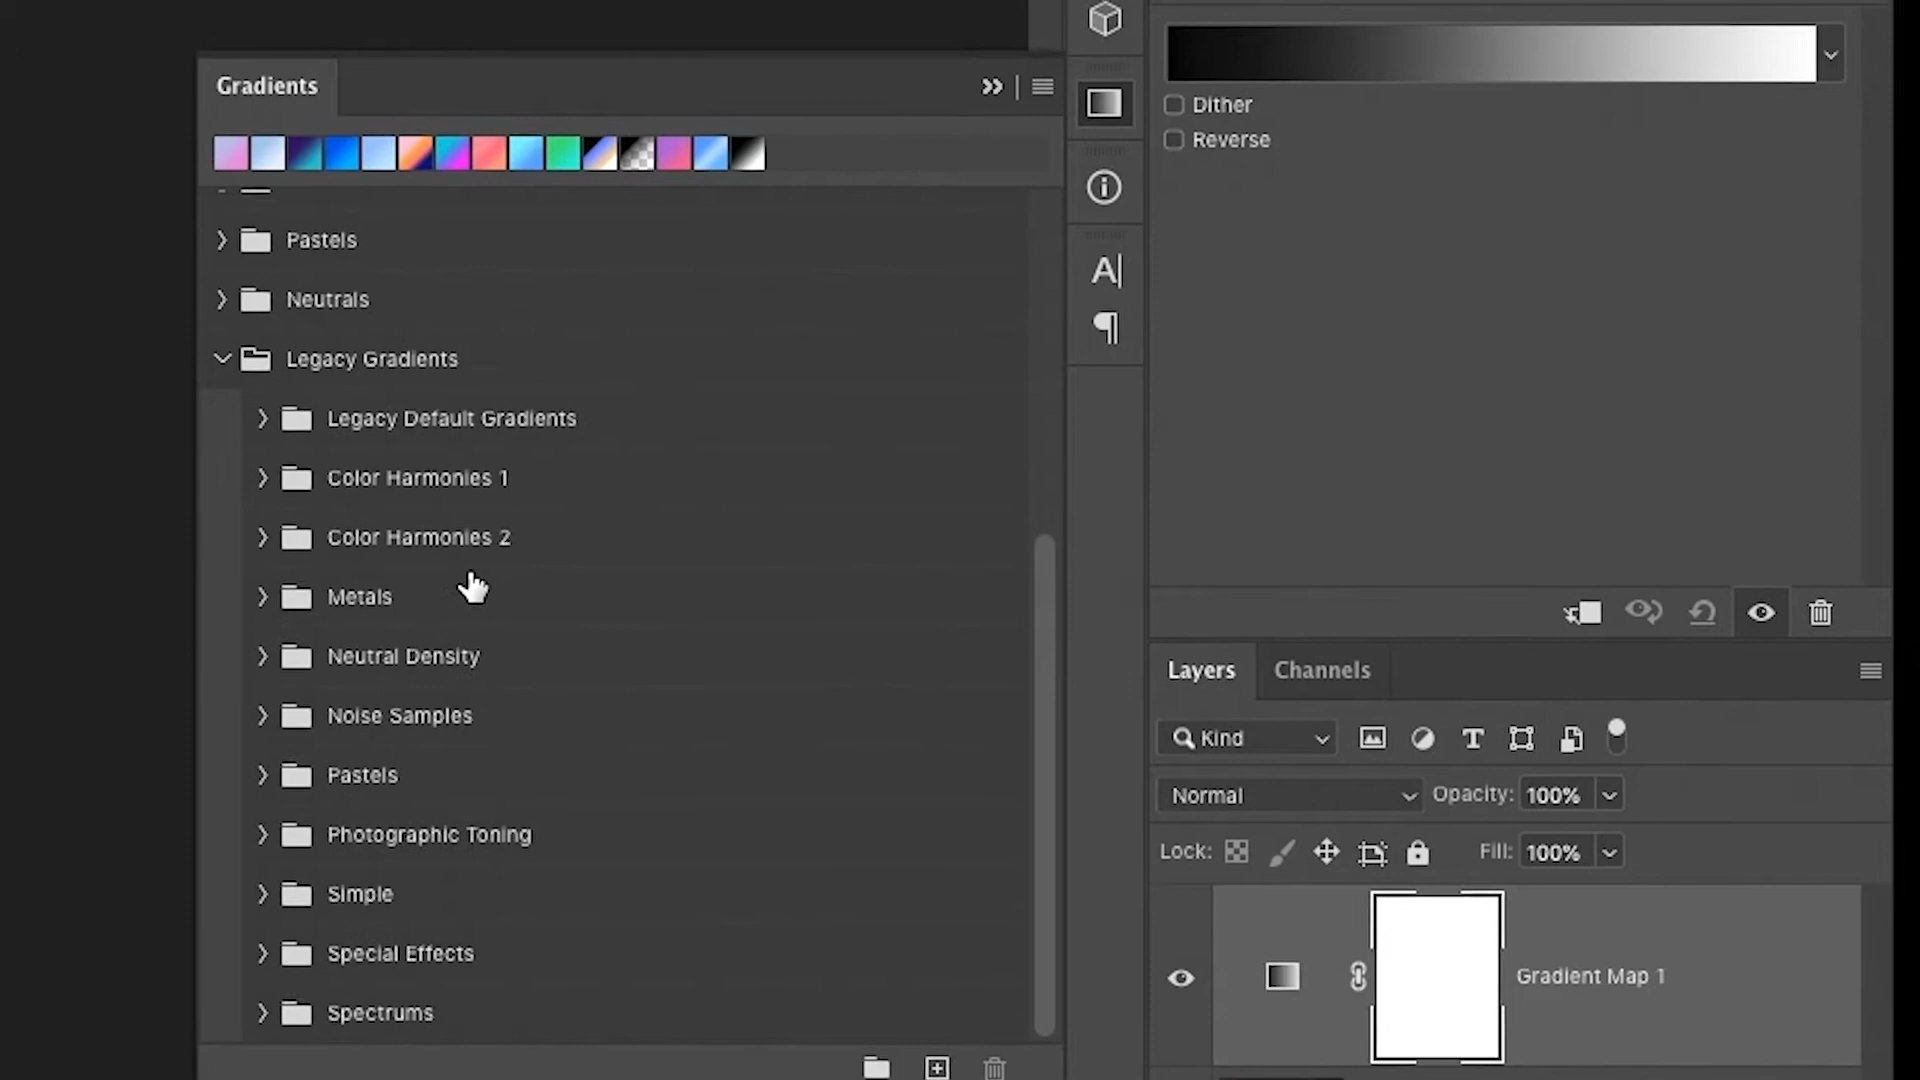 Gradients
Pastels
Neutrals
Legacy Gradients
Legacy Default Gradients
Color Harmonies 1
Color Harmonies 2
Metals
Neutral Density
Noise Samples
Pastels
Photographic Toning
Simple
Special Effects
Spectrums
Dither
Reverse
Layers Channels
Kind
Normal Opacity: 100%
Lock: Fill: 100%
Gradient Map 1